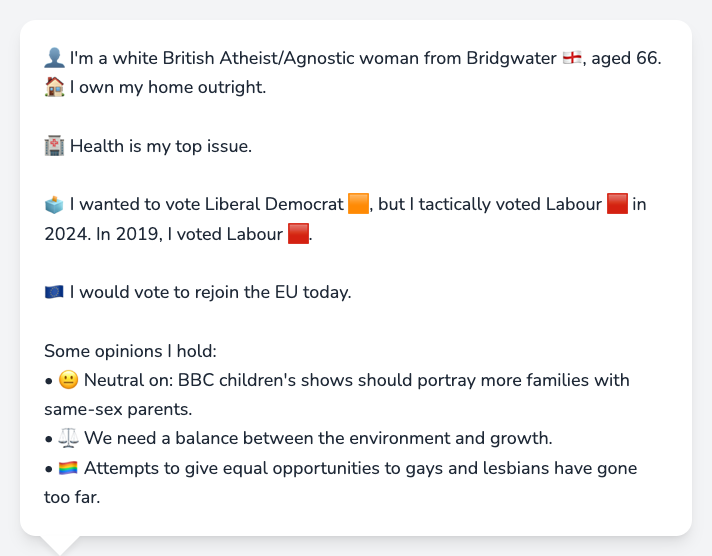 👤 I'm a white British Atheist/Agnostic woman from Bridgwater 🏴󠁧󠁢󠁥󠁮󠁧󠁿, aged 66.
🏠 I own my home outright.
🏥 Health is my top issue.
🗳️ I wanted to vote Liberal Democrat 🟧, but I tactically voted Labour 🟥 in
2024. In 2019, I voted Labour 🟥.
🇪🇺 I would vote to rejoin the EU today.
Some opinions I hold:
• 😐 Neutral on: BBC children's shows should portray more families with
same-sex parents.
• ⚖️ We need a balance between the environment and growth.
• 🏳️‍🌈 Attempts to give equal opportunities to gays and lesbians have gone
too far.